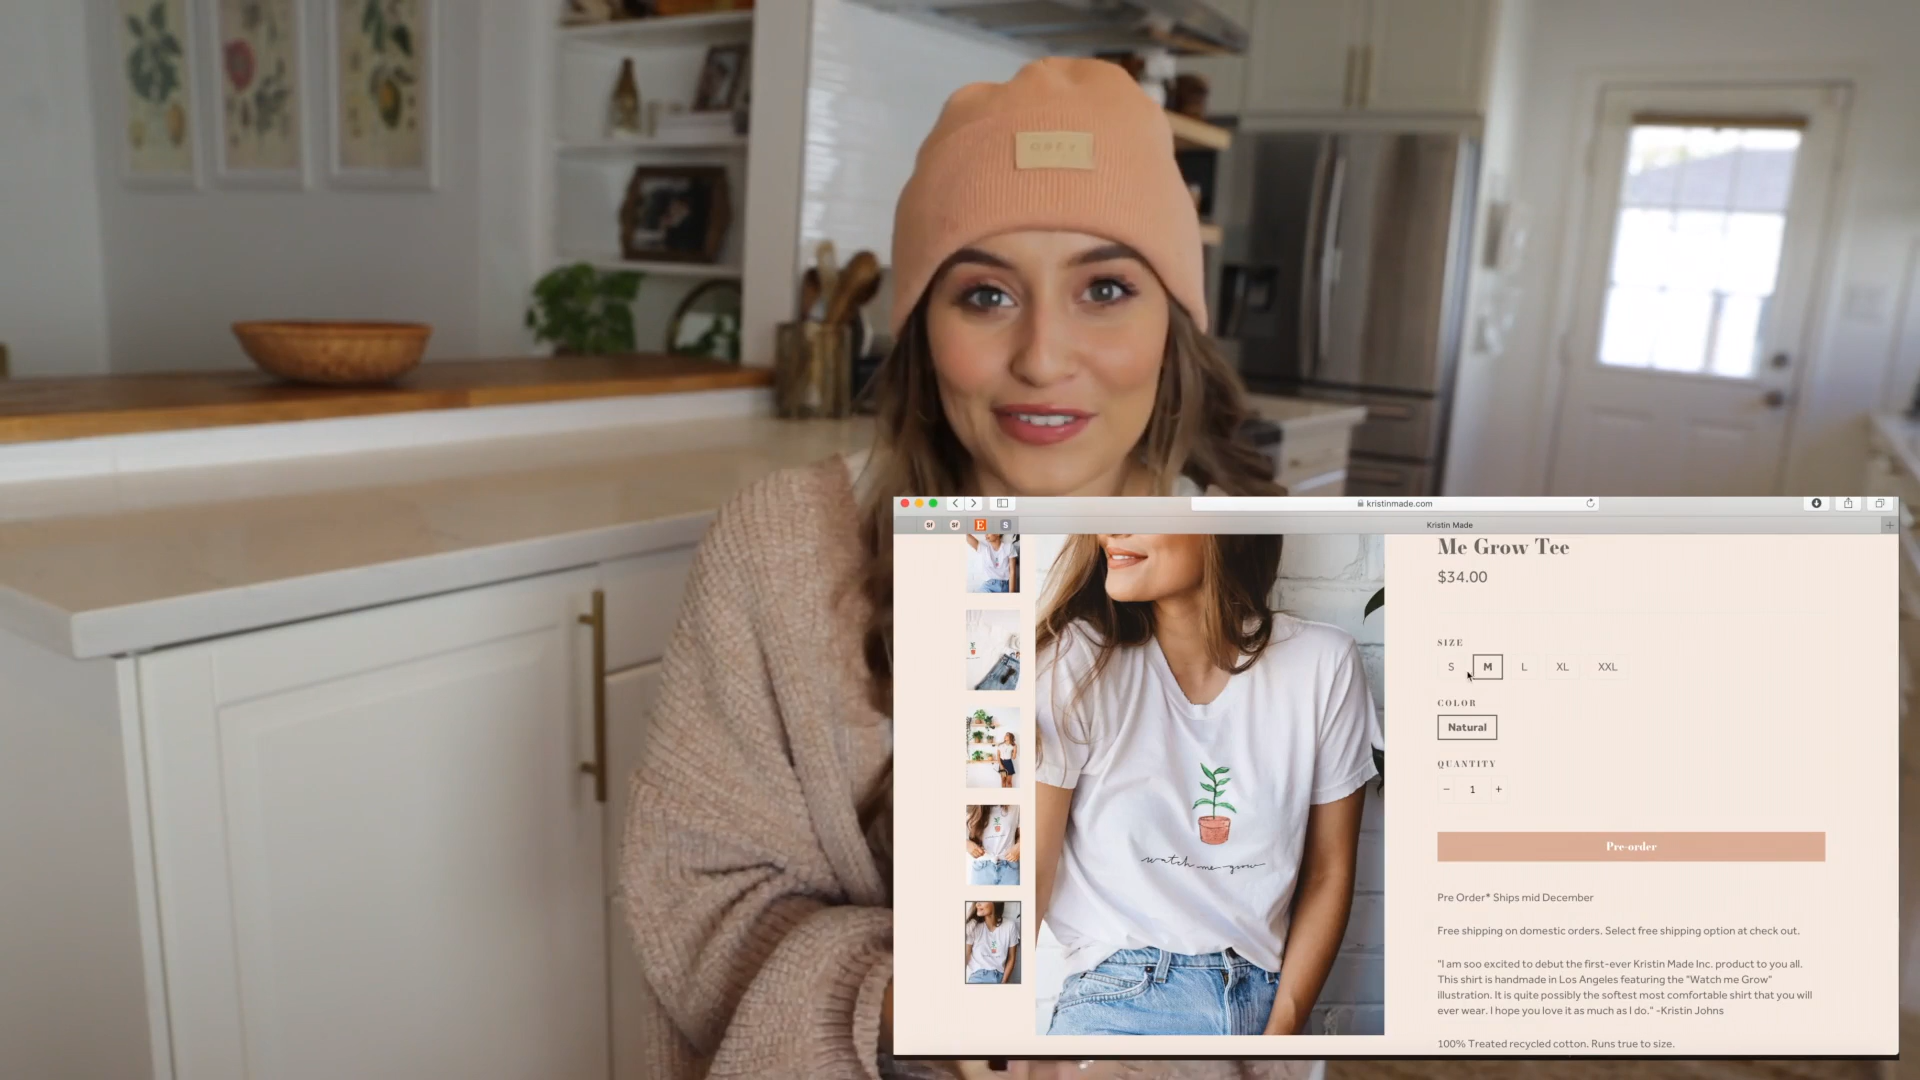 OBEY
kristinmade.com
Sf
Sf
E
S
Kristin Made
Me Grow Tee
$34.00
SIZE
S M L XL XXL
COLOR
Natural
QUANTITY
− 1 +
Pre-order
Pre Order* Ships mid December
Free shipping on domestic orders. Select free shipping option at check out.
"I am soo excited to debut the first-ever Kristin Made Inc. product to you all.
This shirt is handmade in Los Angeles featuring the "Watch me Grow"
illustration. It is quite possibly the softest most comfortable shirt that you will
ever wear. I hope you love it as much as I do." -Kristin Johns
100% Treated recycled cotton. Runs true to size.
watch me grow